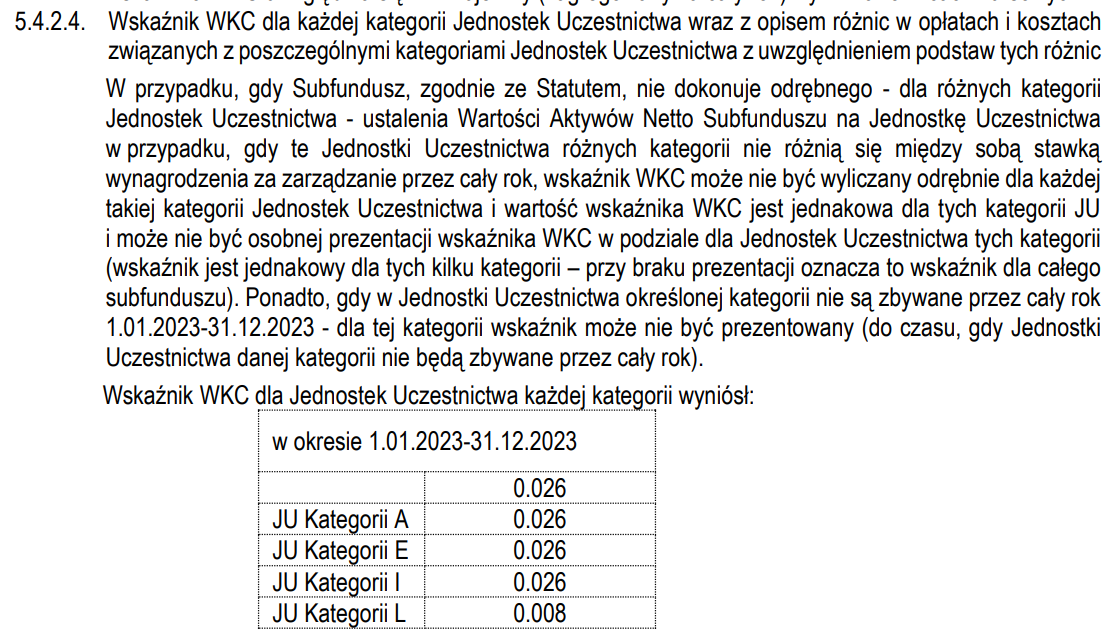 5.4.2.4. Wskaźnik WKC dla każdej kategorii Jednostek Uczestnictwa wraz z opisem różnic w opłatach i kosztach
związanych z poszczególnymi kategoriami Jednostek Uczestnictwa z uwzględnieniem podstaw tych różnic
W przypadku, gdy Subfundusz, zgodnie ze Statutem, nie dokonuje odrębnego - dla różnych kategorii
Jednostek Uczestnictwa - ustalenia Wartości Aktywów Netto Subfunduszu na Jednostkę Uczestnictwa
w przypadku, gdy te Jednostki Uczestnictwa różnych kategorii nie różnią się między sobą stawką
wynagrodzenia za zarządzanie przez cały rok, wskaźnik WKC może nie być wyliczany odrębnie dla każdej
takiej kategorii Jednostek Uczestnictwa i wartość wskaźnika WKC jest jednakowa dla tych kategorii JU
i może nie być osobnej prezentacji wskaźnika WKC w podziale dla Jednostek Uczestnictwa tych kategorii
(wskaźnik jest jednakowy dla tych kilku kategorii – przy braku prezentacji oznacza to wskaźnik dla całego
subfunduszu). Ponadto, gdy w Jednostki Uczestnictwa określonej kategorii nie są zbywane przez cały rok
1.01.2023-31.12.2023 - dla tej kategorii wskaźnik może nie być prezentowany (do czasu, gdy Jednostki
Uczestnictwa danej kategorii nie będą zbywane przez cały rok).
Wskaźnik WKC dla Jednostek Uczestnictwa każdej kategorii wyniósł:
w okresie 1.01.2023-31.12.2023
0.026
JU Kategorii A 0.026
JU Kategorii E 0.026
JU Kategorii I 0.026
JU Kategorii L 0.008